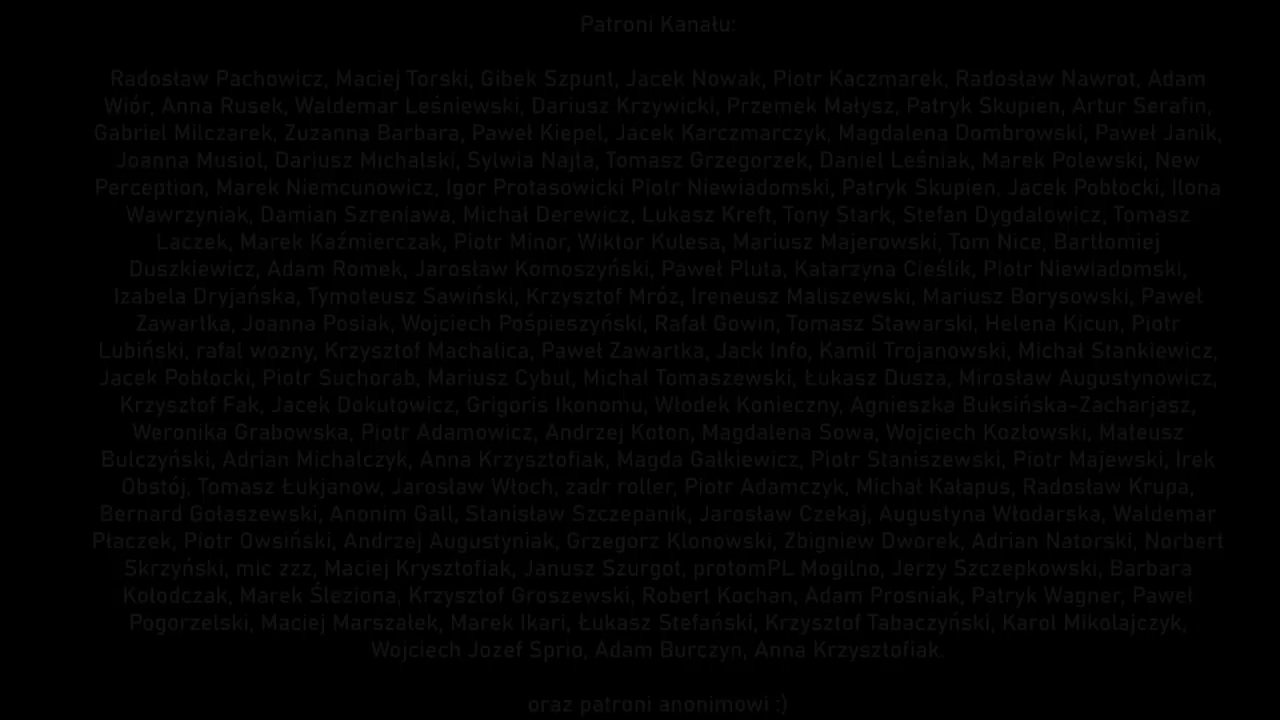 Patroni Kanału:
Radosław Pachowicz, Maciej Torski, Gibek Szpunt, Jacek Nowak, Piotr Kaczmarek, Radosław Nawrot, Adam
Wiór, Anna Rusek, Waldemar Leśniewski, Dariusz Krzywicki, Przemek Małysz, Patryk Skupien, Artur Serafin,
Gabriel Milczarek, Zuzanna Barbara, Paweł Kiepel, Jacek Karczmarczyk, Magdalena Dombrowski, Paweł Janik,
Joanna Musiol, Dariusz Michalski, Sylwia Najła, Tomasz Grzegorzek, Daniel Leśniak, Marek Polewski, New
Perception, Marek Niemcunowicz, Igor Protasowicki Piotr Niewiadomski, Patryk Skupien, Jacek Pobłocki, Ilona
Wawrzyniak, Damian Szreniawa, Michał Derewicz, Lukasz Kreft, Tony Stark, Stefan Dygdalowicz, Tomasz
Laczek, Marek Kaźmierczak, Piotr Minor, Wiktor Kulesa, Mariusz Majerowski, Tom Nice, Bartłomiej
Duszkiewicz, Adam Romek, Jarosław Komoszyński, Paweł Pluta, Katarzyna Cieślik, Piotr Niewiadomski,
Izabela Dryjańska, Tymoteusz Sawiński, Krzysztof Mróz, Ireneusz Maliszewski, Mariusz Borysowski, Paweł
Zawartka, Joanna Posiak, Wojciech Pośpieszyński, Rafał Gowin, Tomasz Stawarski, Helena Kicun, Piotr
Lubiński, rafal wozny, Krzysztof Machalica, Paweł Zawartka, Jack Info, Kamil Trojanowski, Michał Stankiewicz,
Jacek Pobłocki, Piotr Suchorab, Mariusz Cybul, Michal Tomaszewski, Łukasz Dusza, Mirosław Augustynowicz,
Krzysztof Fak, Jacek Dokutowicz, Grigoris Ikonomu, Włodek Konieczny, Agnieszka Buksińska-Zacharjasz,
Weronika Grabowska, Piotr Adamowicz, Andrzej Koton, Magdalena Sowa, Wojciech Kozłowski, Mateusz
Bulczyński, Adrian Michalczyk, Anna Krzysztofiak, Magda Gałkiewicz, Piotr Staniszewski, Piotr Majewski, Irek
Obstój, Tomasz Łukjanow, Jarosław Włoch, zadr roller, Piotr Adamczyk, Michał Kałapus, Radosław Krupa,
Bernard Gołaszewski, Anonim Gall, Stanisław Szczepanik, Jarosław Czekaj, Augustyna Włodarska, Waldemar
Płaczek, Piotr Owsiński, Andrzej Augustyniak, Grzegorz Klonowski, Zbigniew Dworek, Adrian Natorski, Norbert
Skrzyński, mic zzz, Maciej Krysztofiak, Janusz Szurgot, protomPL Mogilno, Jerzy Szczepkowski, Barbara
Kołodczak, Marek Śleziona, Krzysztof Groszewski, Robert Kochan, Adam Prosniak, Patryk Wagner, Paweł
Pogorzelski, Maciej Marszałek, Marek Ikari, Łukasz Stefański, Krzysztof Tabaczyński, Karol Mikolajczyk,
Wojciech Jozef Sprio, Adam Burczyn, Anna Krzysztofiak.
oraz patroni anonimowi :)